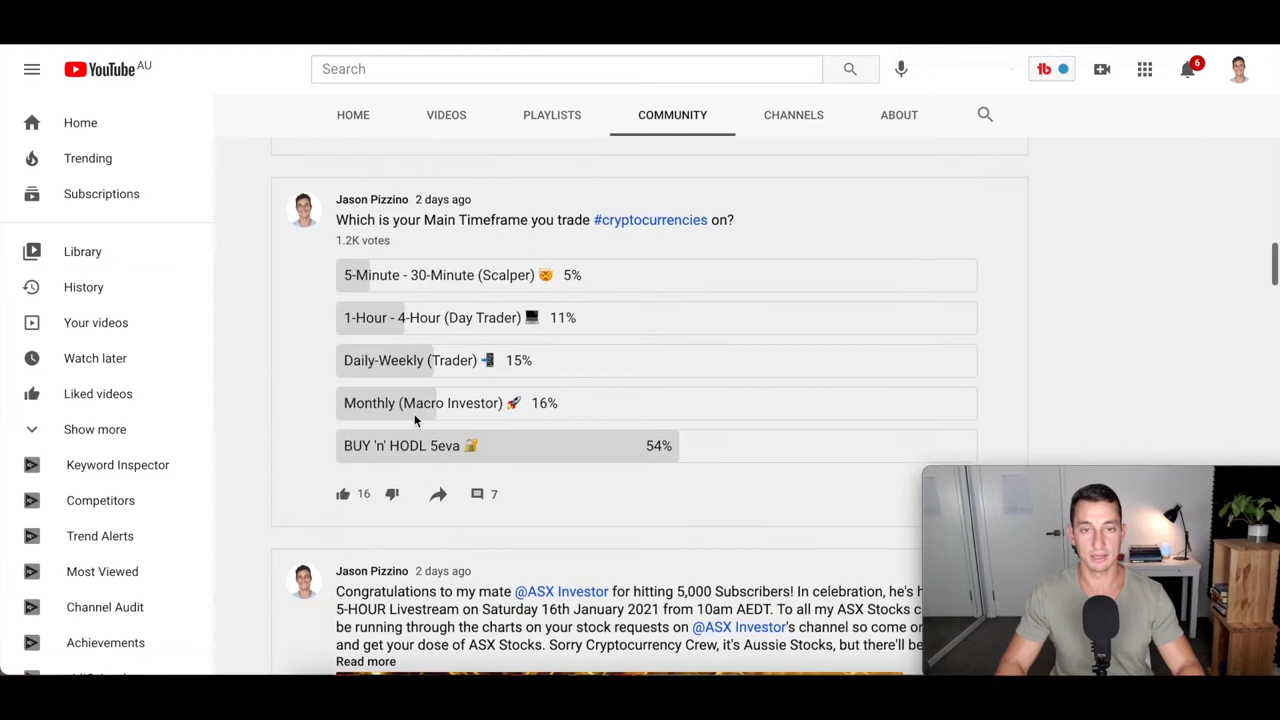 YouTube AU
Search
tb
6
HOME VIDEOS PLAYLISTS COMMUNITY CHANNELS ABOUT
Home
Trending
Subscriptions
Library
History
Your videos
Watch later
Liked videos
Show more
Keyword Inspector
Competitors
Trend Alerts
Most Viewed
Channel Audit
Achievements
Jason Pizzino 2 days ago
Which is your Main Timeframe you trade #cryptocurrencies on?
1.2K votes
5-Minute - 30-Minute (Scalper) 🤯 5%
1-Hour - 4-Hour (Day Trader) 💻 11%
Daily-Weekly (Trader) 📲 15%
Monthly (Macro Investor) 🚀 16%
BUY 'n' HODL 5eva 🔐 54%
16 7
Jason Pizzino 2 days ago
Congratulations to my mate @ASX Investor for hitting 5,000 Subscribers! In celebration, he's
5-HOUR Livestream on Saturday 16th January 2021 from 10am AEDT. To all my ASX Stocks
be running through the charts on your stock requests on @ASX Investor's channel so come
and get your dose of ASX Stocks. Sorry Cryptocurrency Crew, it's Aussie Stocks, but there'll
Read more